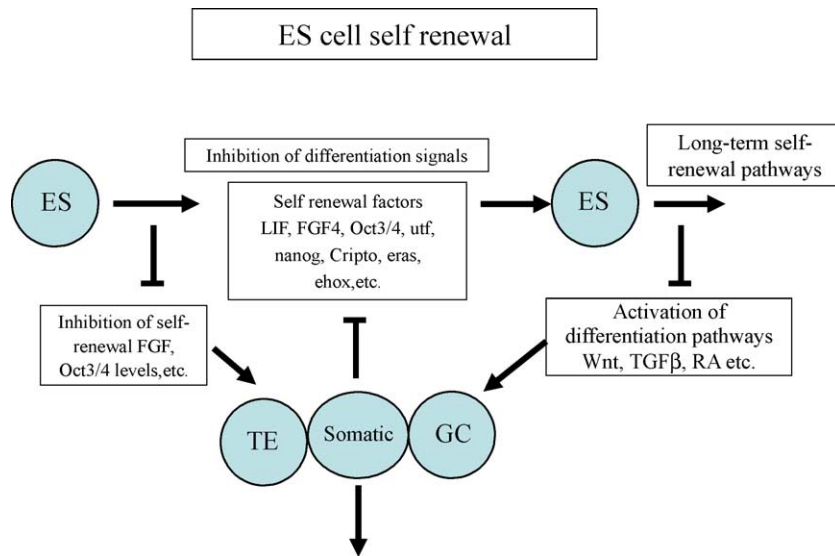 ES cell self renewal
Inhibition of differentiation signals
Long-term self-
renewal pathways
ES
Self renewal factors
LIF, FGF4, Oct3/4, utf,
nanog, Cripto, eras,
ehox,etc.
ES
Inhibition of self-
renewal FGF,
Oct3/4 levels,etc.
Activation of
differentiation pathways
Wnt, TGFβ, RA etc.
TE
Somatic
GC